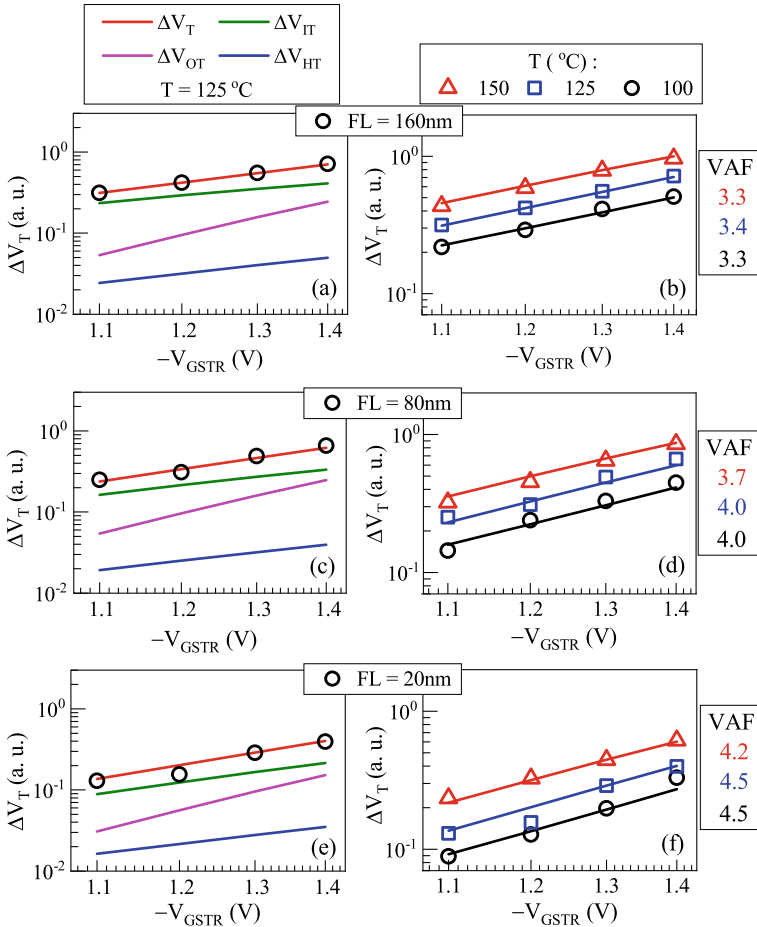 ΔV_T ΔV_IT
ΔV_OT ΔV_HT
T = 125 °C
T ( °C) :
150 125 100
FL = 160nm
10^0
10^-1
10^-2
ΔV_T (a. u.)
1.1 1.2 1.3 1.4
−V_GSTR (V)
(a)
10^0
10^-1
ΔV_T (a. u.)
1.1 1.2 1.3 1.4
−V_GSTR (V)
(b)
VAF
3.3
3.4
3.3
FL = 80nm
10^0
10^-1
10^-2
ΔV_T (a. u.)
1.1 1.2 1.3 1.4
−V_GSTR (V)
(c)
10^0
10^-1
ΔV_T (a. u.)
1.1 1.2 1.3 1.4
−V_GSTR (V)
(d)
VAF
3.7
4.0
4.0
FL = 20nm
10^0
10^-1
10^-2
ΔV_T (a. u.)
1.1 1.2 1.3 1.4
−V_GSTR (V)
(e)
10^0
10^-1
ΔV_T (a. u.)
1.1 1.2 1.3 1.4
−V_GSTR (V)
(f)
VAF
4.2
4.5
4.5